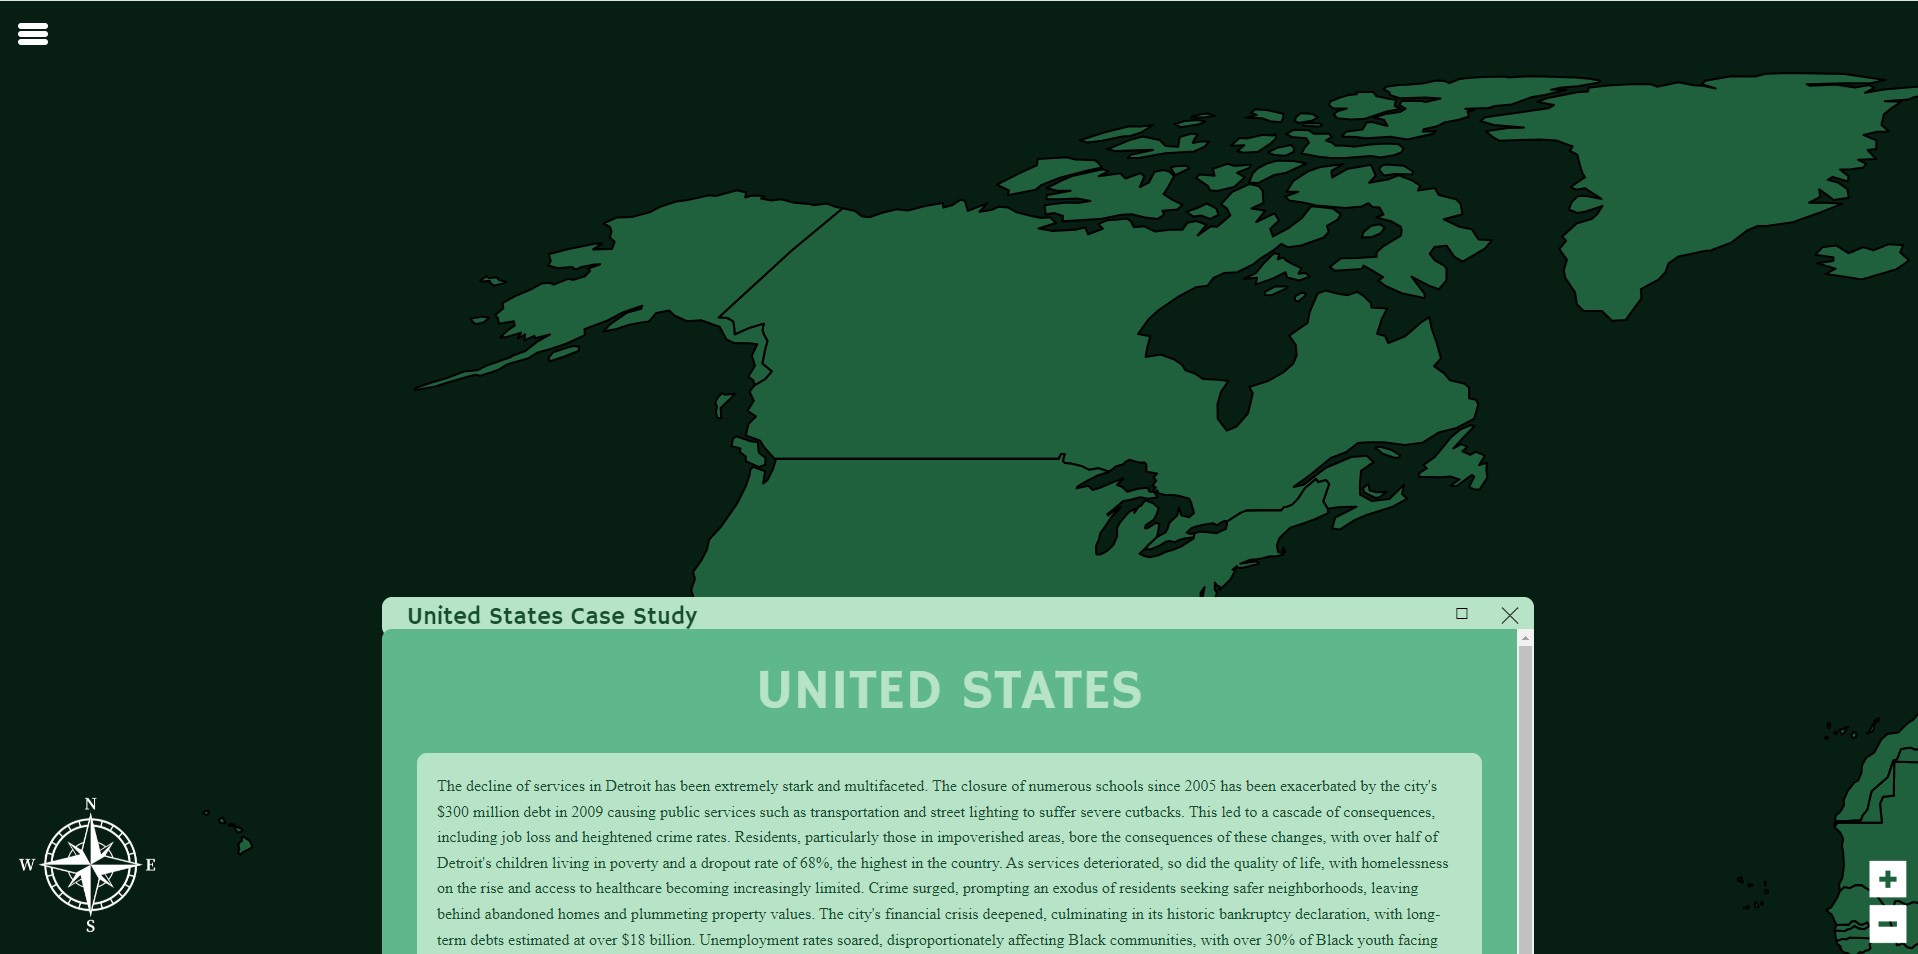 United States Case Study
UNITED STATES
The decline of services in Detroit has been extremely stark and multifaceted. The closure of numerous schools since 2005 has been exacerbated by the city's
$300 million debt in 2009 causing public services such as transportation and street lighting to suffer severe cutbacks. This led to a cascade of consequences,
including job loss and heightened crime rates. Residents, particularly those in impoverished areas, bore the consequences of these changes, with over half of
Detroit's children living in poverty and a dropout rate of 68%, the highest in the country. As services deteriorated, so did the quality of life, with homelessness
on the rise and access to healthcare becoming increasingly limited. Crime surged, prompting an exodus of residents seeking safer neighborhoods, leaving
behind abandoned homes and plummeting property values. The city's financial crisis deepened, culminating in its historic bankruptcy declaration, with long-
term debts estimated at over $18 billion. Unemployment rates soared, disproportionately affecting Black communities, with over 30% of Black youth facing
N
W E
S